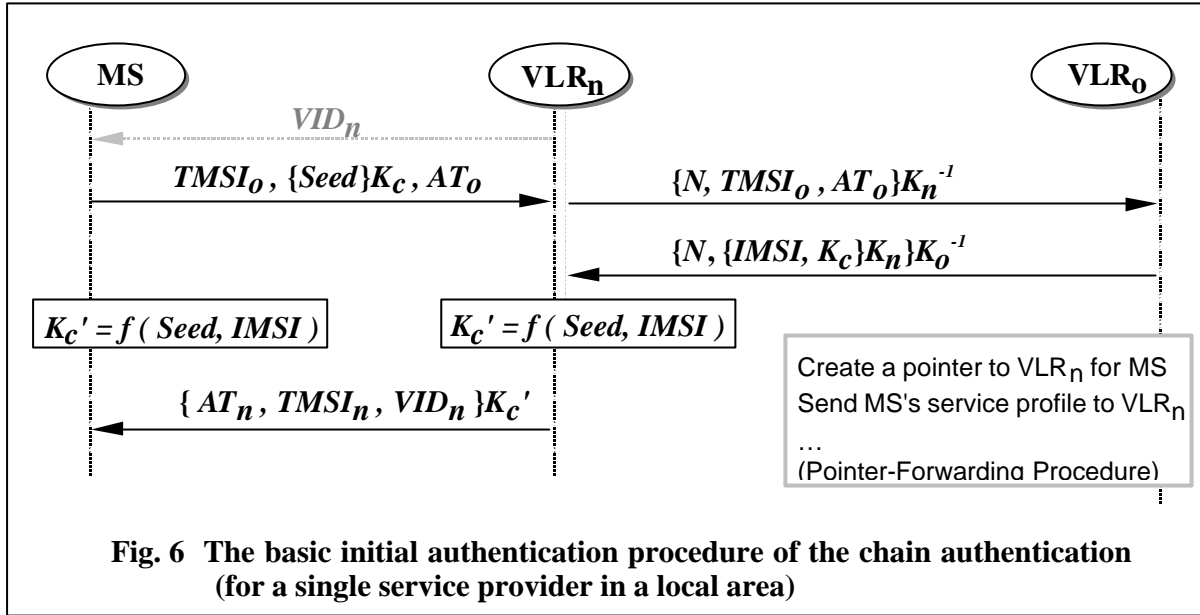 MS VLRn VLRo
VIDn
TMSIo , {Seed}Kc , ATo
{N, TMSIo , ATo}Kn-1
{N, {IMSI, Kc}Kn}Ko-1
Kc' = f ( Seed, IMSI ) Kc' = f ( Seed, IMSI )
{ ATn , TMSIn , VIDn }Kc'
Create a pointer to VLRn for MS
Send MS's service profile to VLRn
…
(Pointer-Forwarding Procedure)
Fig. 6 The basic initial authentication procedure of the chain authentication
(for a single service provider in a local area)